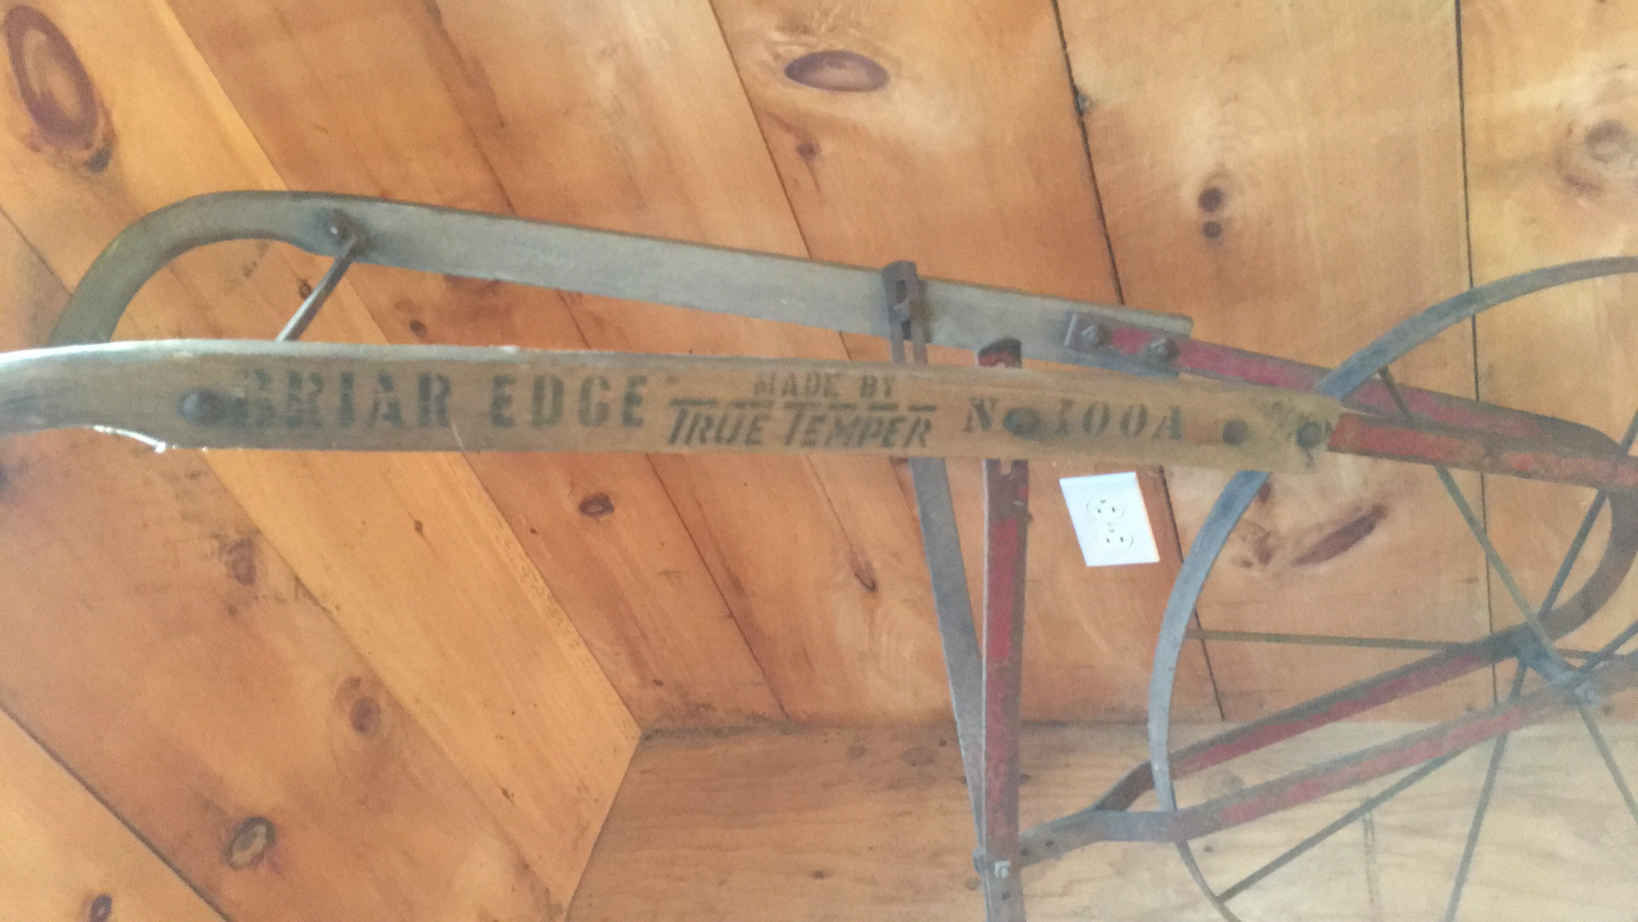 BRIAR EDGE
MADE BY
TRUE TEMPER
No 100A